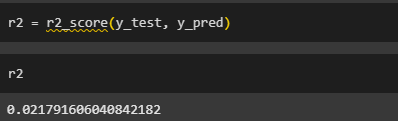 r2 = r2_score(y_test, y_pred)
r2
0.021791606040842182